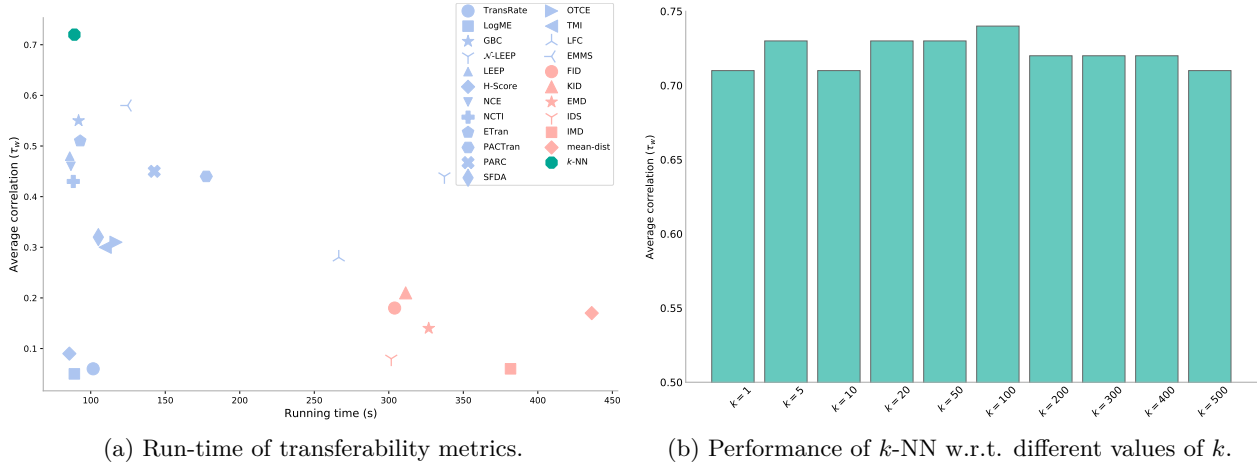 TransRate
LogME
GBC
𝒩-LEEP
LEEP
H-Score
NCE
NCTI
ETran
PACTran
PARC
SFDA
OTCE
TMI
LFC
EMMS
FID
KID
EMD
IDS
IMD
mean-dist
k-NN
Average correlation (τ_w)
0.7
0.6
0.5
0.4
0.3
0.2
0.1
100
150
200
250
300
350
400
450
Running time (s)
(a) Run-time of transferability metrics.
Average correlation (τ_w)
0.75
0.70
0.65
0.60
0.55
0.50
k = 1
k = 5
k = 10
k = 20
k = 50
k = 100
k = 200
k = 300
k = 400
k = 500
(b) Performance of k-NN w.r.t. different values of k.